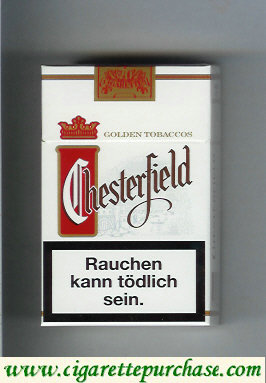 GOLDEN TOBACCOS
Chesterfield
Rauchen
kann tödlich
sein.
www.cigarettepurchase.com